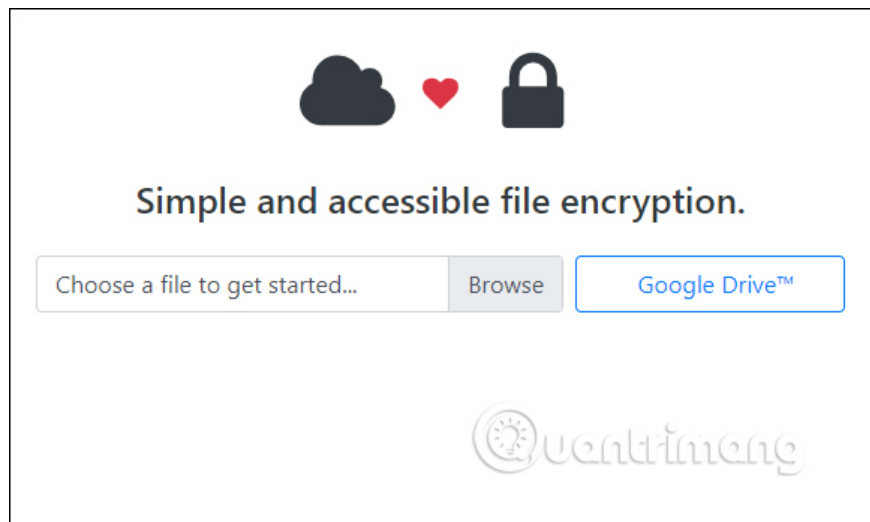 Simple and accessible file encryption.
Choose a file to get started... Browse Google Drive™
Quantrimang